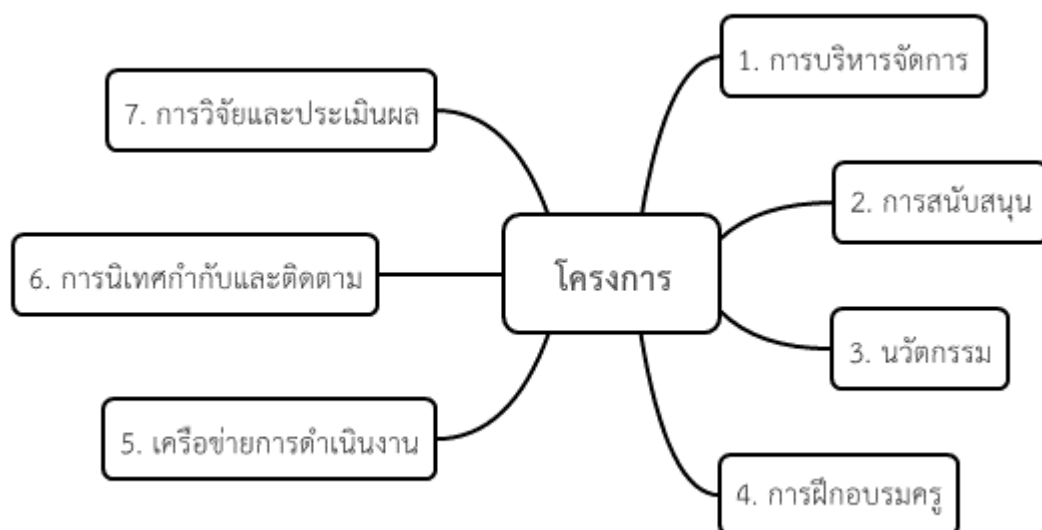 1. การบริหารจัดการ
7. การวิจัยและประเมินผล
2. การสนับสนุน
โครงการ
6. การนิเทศกำกับและติดตาม
3. นวัตกรรม
5. เครือข่ายการดำเนินงาน
4. การฝึกอบรมครู